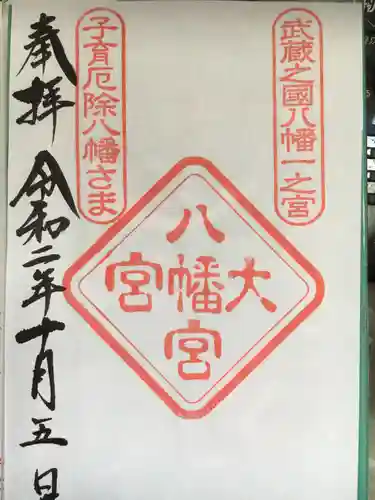 武蔵之國八幡一之宮
大宮
八幡宮
子育厄除八幡さま
奉拝 令和二年十月五日